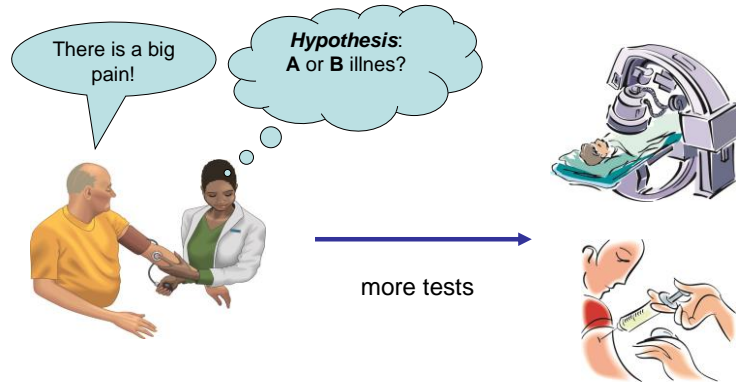 There is a big
pain!
Hypothesis:
A or B illnes?
more tests